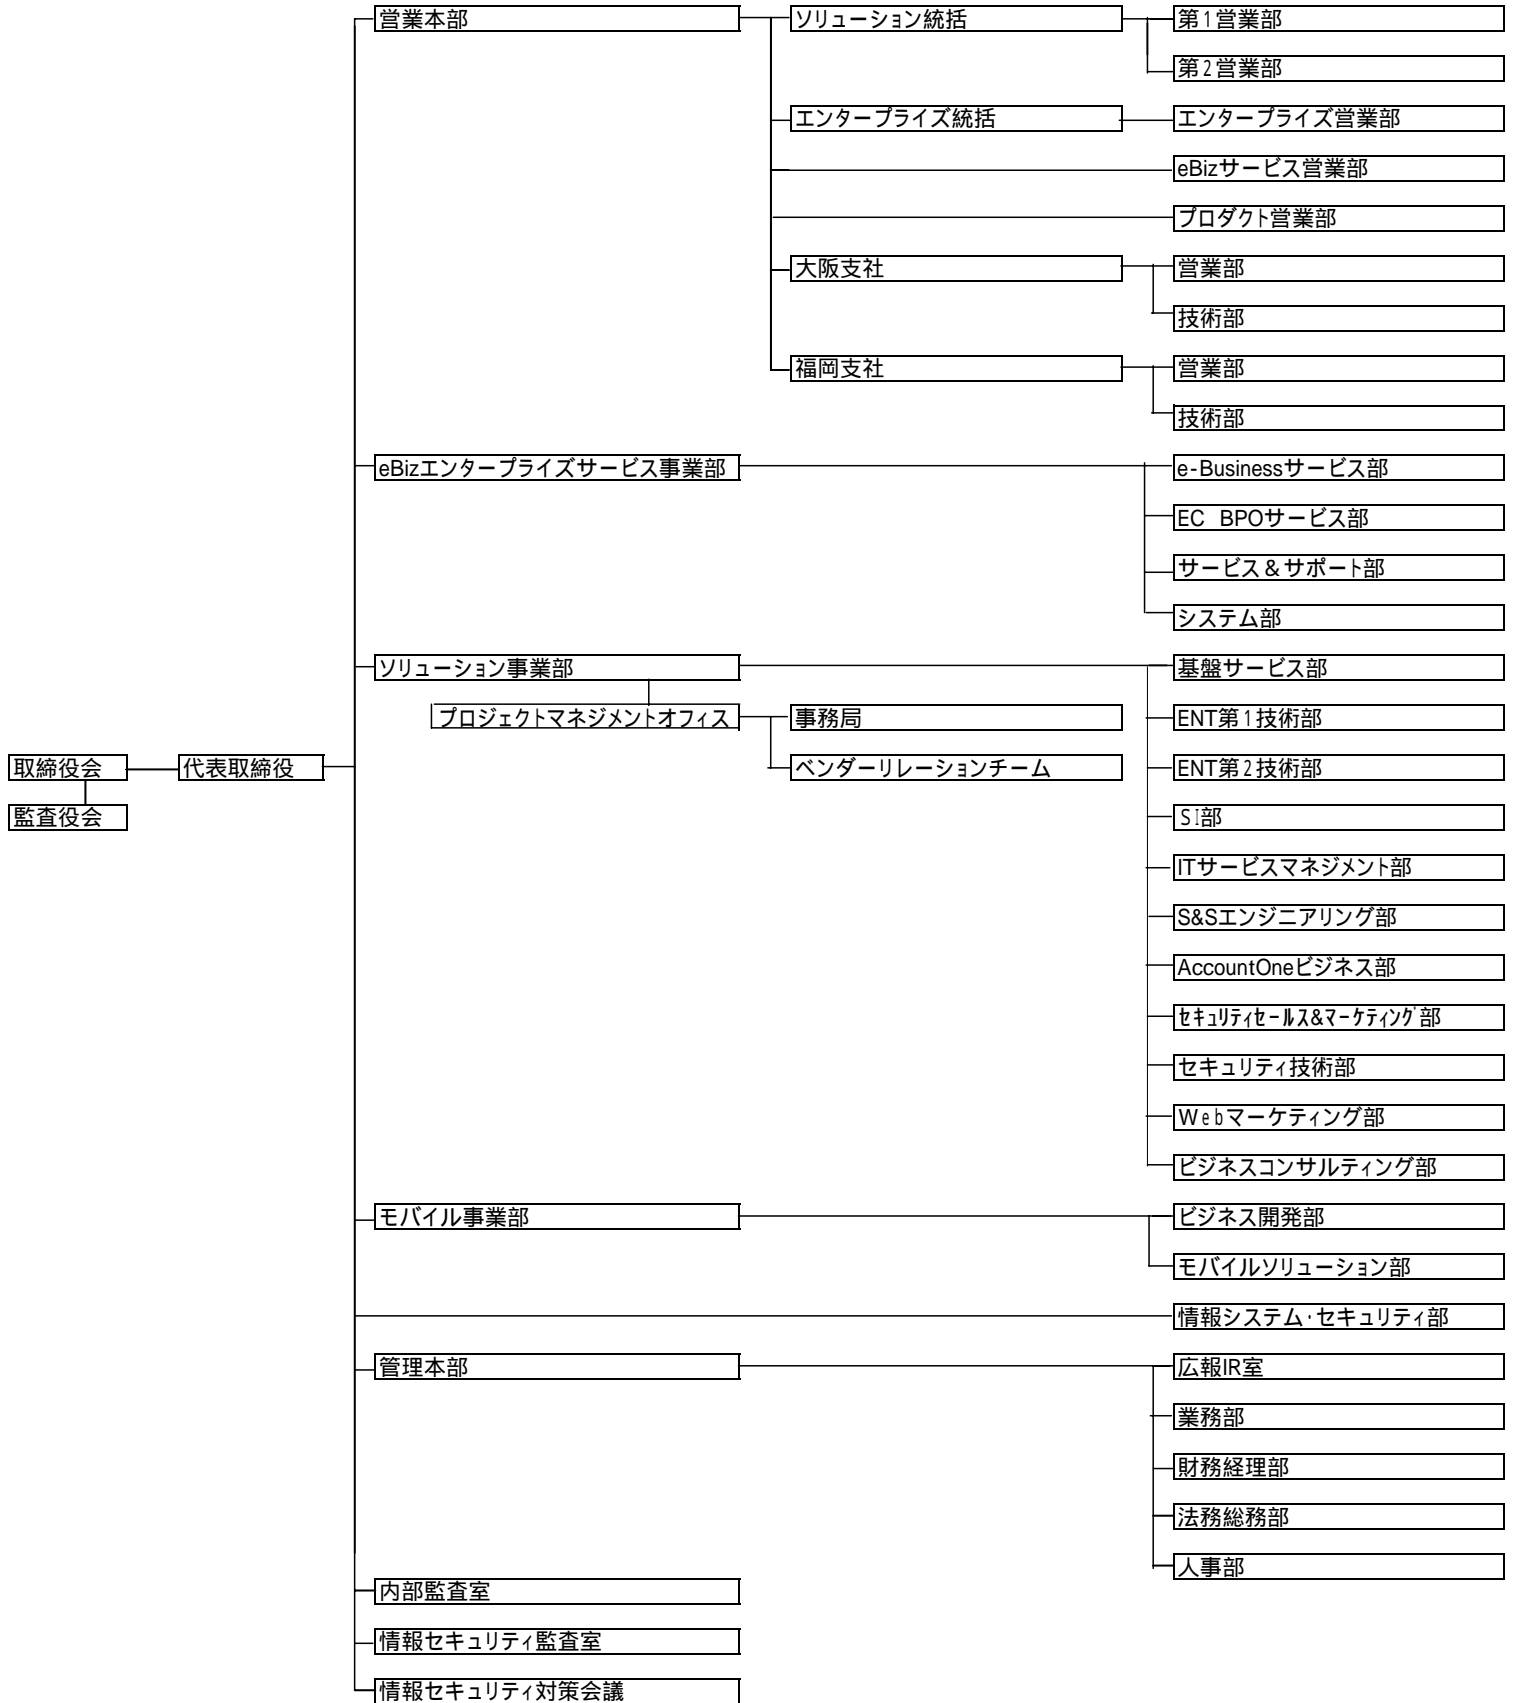 営業本部
ソリューション統括
第1営業部
第2営業部
エンタープライズ統括
エンタープライズ営業部
eBizサービス営業部
プロダクト営業部
大阪支社
営業部
技術部
福岡支社
営業部
技術部
eBizエンタープライズサービス事業部
e-Businessサービス部
EC BPOサービス部
サービス&サポート部
システム部
ソリューション事業部
基盤サービス部
プロジェクトマネジメントオフィス
事務局
ENT第1技術部
取締役会
代表取締役
ベンダーリレーションチーム
ENT第2技術部
監査役会
SI部
ITサービスマネジメント部
S&Sエンジニアリング部
AccountOneビジネス部
セキュリティセールス&マーケティング部
セキュリティ技術部
Webマーケティング部
ビジネスコンサルティング部
モバイル事業部
ビジネス開発部
モバイルソリューション部
情報システム・セキュリティ部
管理本部
広報IR室
業務部
財務経理部
法務総務部
人事部
内部監査室
情報セキュリティ監査室
情報セキュリティ対策会議